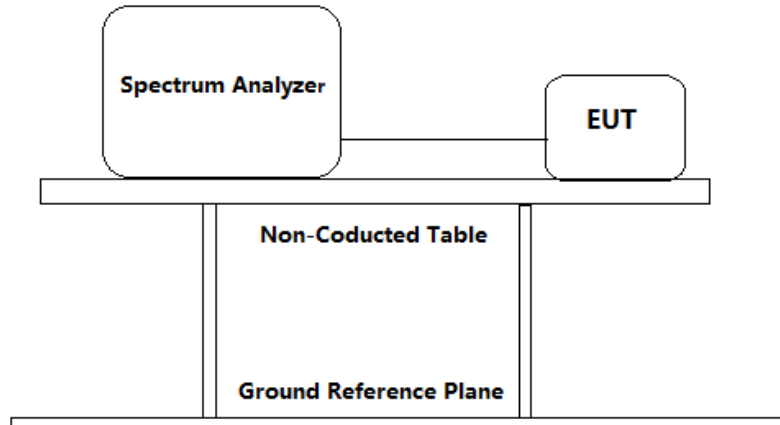 Spectrum Analyzer
EUT
Non-Coducted Table
Ground Reference Plane